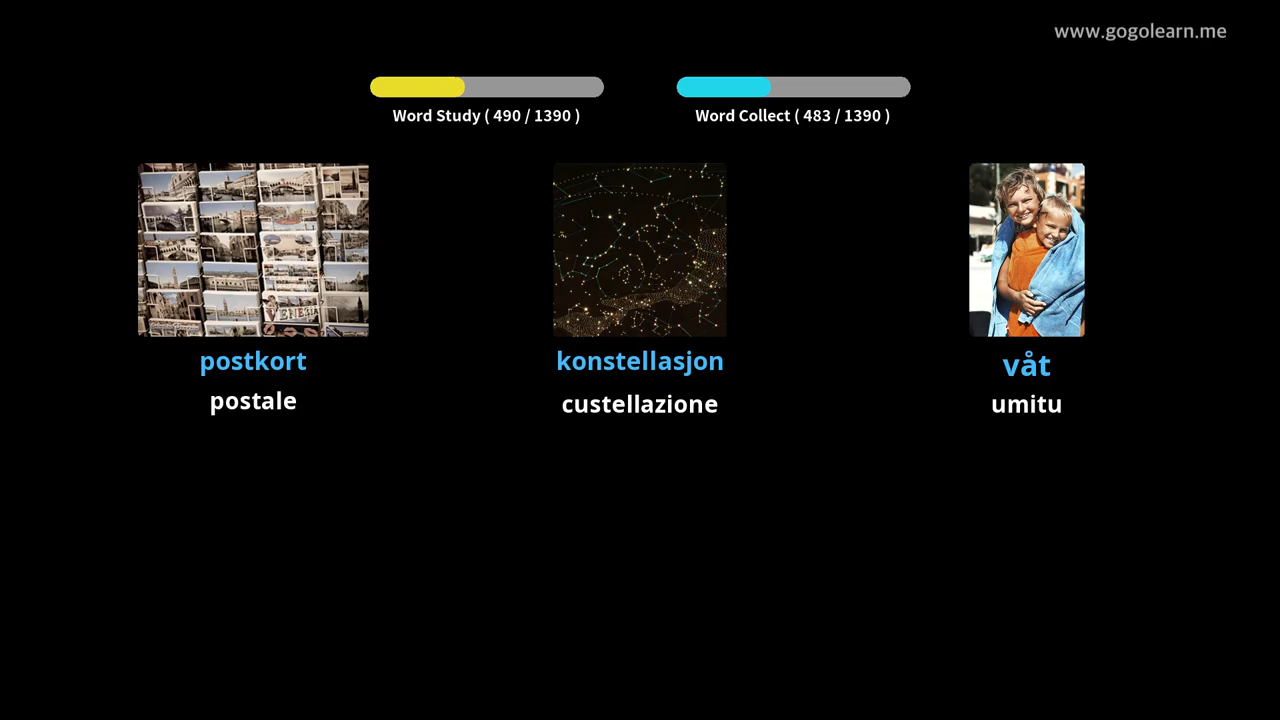 www.gogolearn.me
Word Study ( 490 / 1390 )
Word Collect ( 483 / 1390 )
postkort
konstellasjon
våt
postale
custellazione
umitu